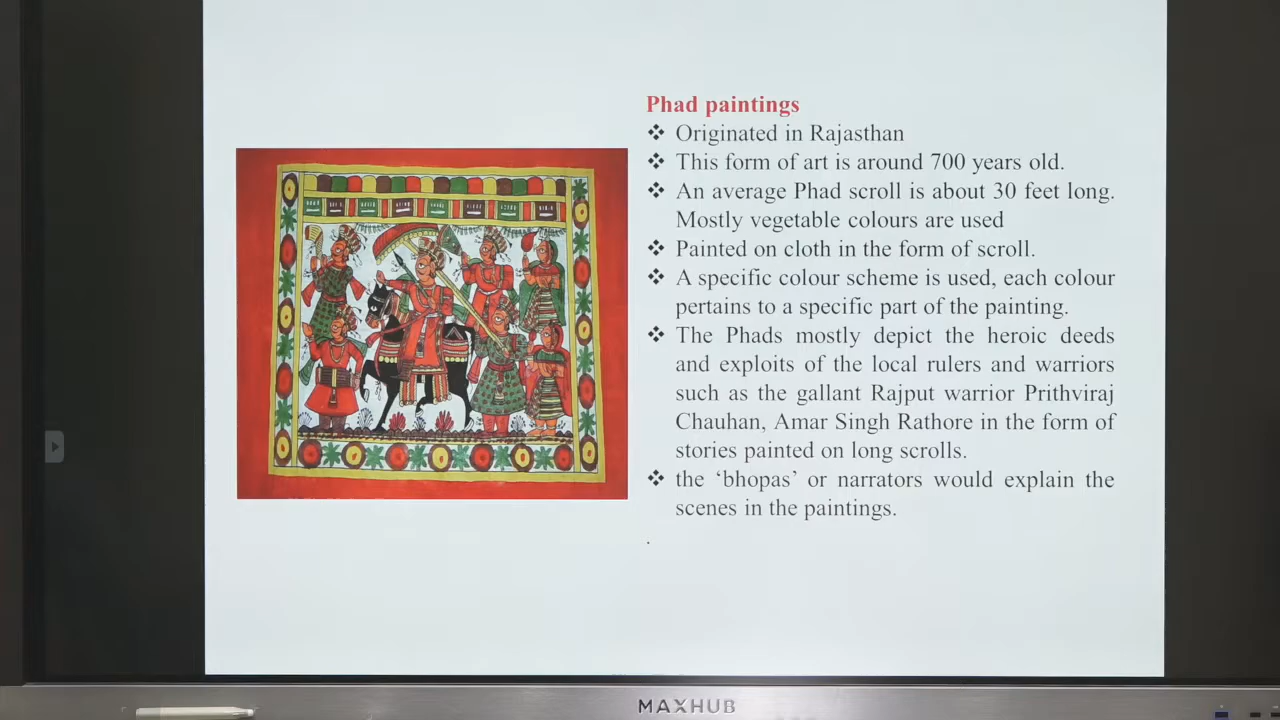 Phad paintings
❖ Originated in Rajasthan
❖ This form of art is around 700 years old.
❖ An average Phad scroll is about 30 feet long.
Mostly vegetable colours are used
❖ Painted on cloth in the form of scroll.
❖ A specific colour scheme is used, each colour
pertains to a specific part of the painting.
❖ The Phads mostly depict the heroic deeds
and exploits of the local rulers and warriors
such as the gallant Rajput warrior Prithviraj
Chauhan, Amar Singh Rathore in the form of
stories painted on long scrolls.
❖ the ‘bhopas’ or narrators would explain the
scenes in the paintings.
.
MAXHUB